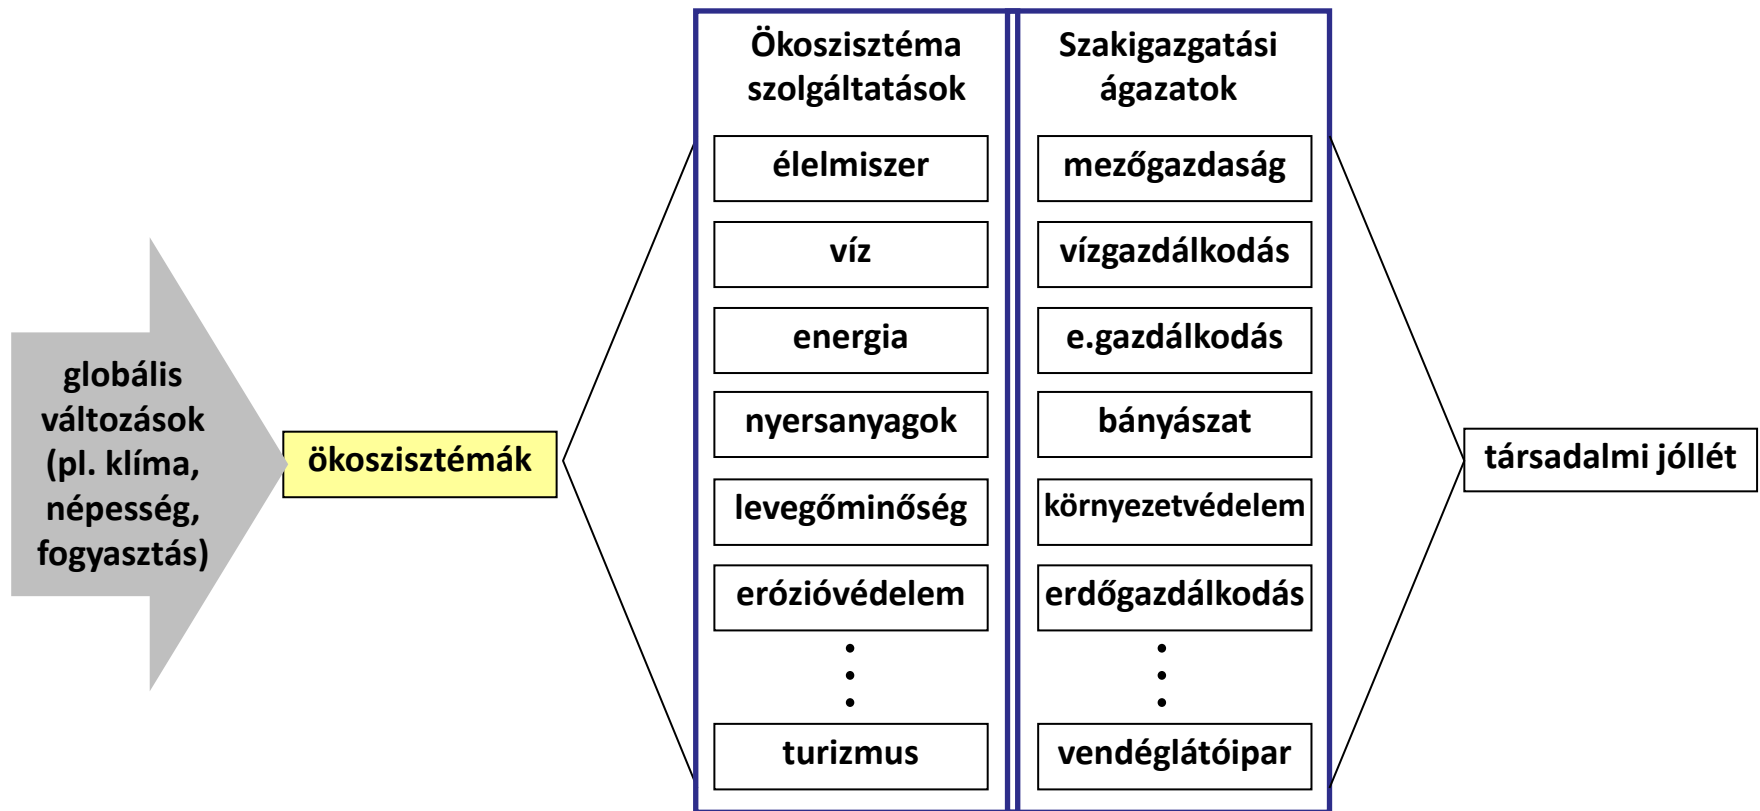 globális
változások
(pl. klíma,
népesség,
fogyasztás)
ökoszisztémák
Ökoszisztéma
szolgáltatások
élelmiszer
víz
energia
nyersanyagok
levegőminőség
erózióvédelem
turizmus
Szakigazgatási
ágazatok
mezőgazdaság
vízgazdálkodás
e.gazdálkodás
bányászat
környezetvédelem
erdőgazdálkodás
vendéglátóipar
társadalmi jóllét